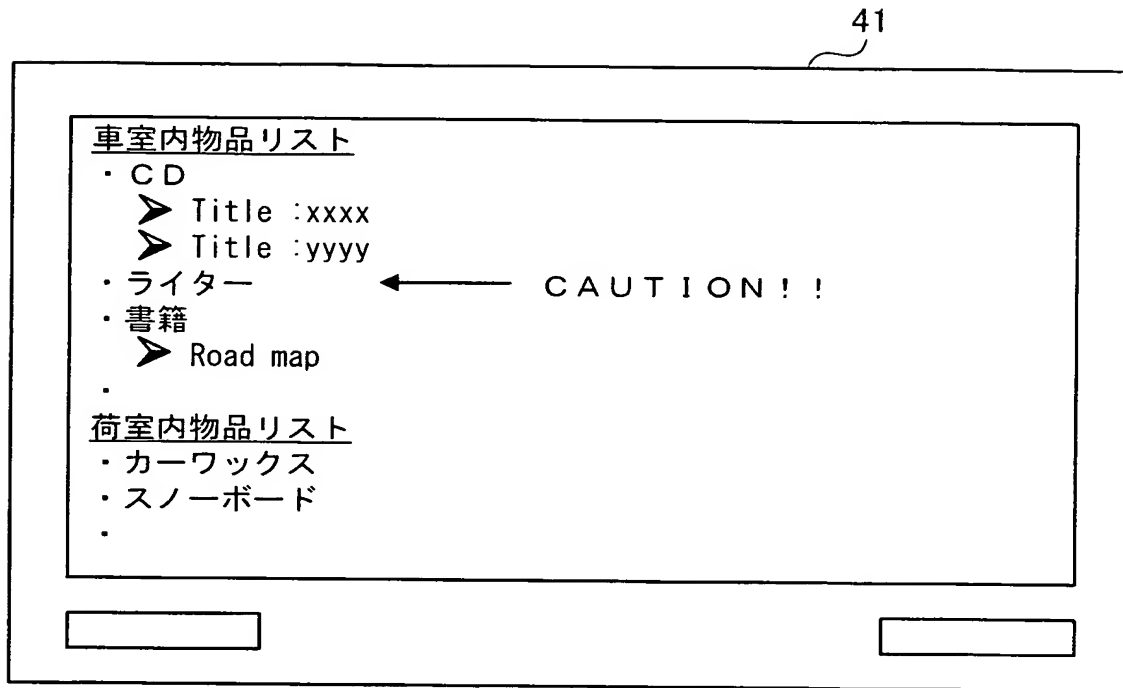 41
車室内物品リスト
・ＣＤ
➢ Title :xxxx
➢ Title :yyyy
・ライター ← ＣＡＵＴＩＯＮ！！
・書籍
➢ Road map
・
荷室内物品リスト
・カーワックス
・スノーボード
・